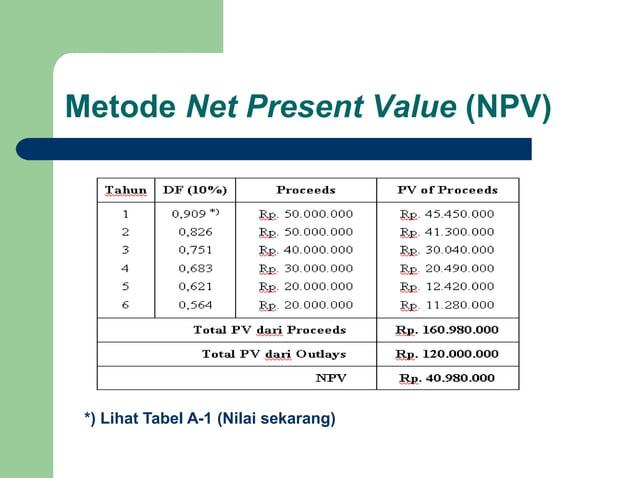 Metode Net Present Value (NPV)
Tahun DF (10%) Proceeds PV of Proceeds
1 0,909 *) Rp. 50.000.000 Rp. 45.450.000
2 0,826 Rp. 50.000.000 Rp. 41.300.000
3 0,751 Rp. 40.000.000 Rp. 30.040.000
4 0,683 Rp. 30.000.000 Rp. 20.490.000
5 0,621 Rp. 20.000.000 Rp. 12.420.000
6 0,564 Rp. 20.000.000 Rp. 11.280.000
Total PV dari Proceeds Rp. 160.980.000
Total PV dari Outlays Rp. 120.000.000
NPV Rp. 40.980.000
*) Lihat Tabel A-1 (Nilai sekarang)